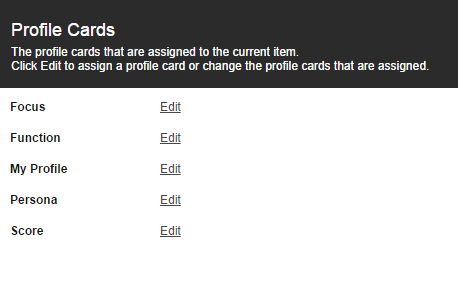 Profile Cards
The profile cards that are assigned to the current item.
Click Edit to assign a profile card or change the profile cards that are assigned.
Focus Edit
Function Edit
My Profile Edit
Persona Edit
Score Edit